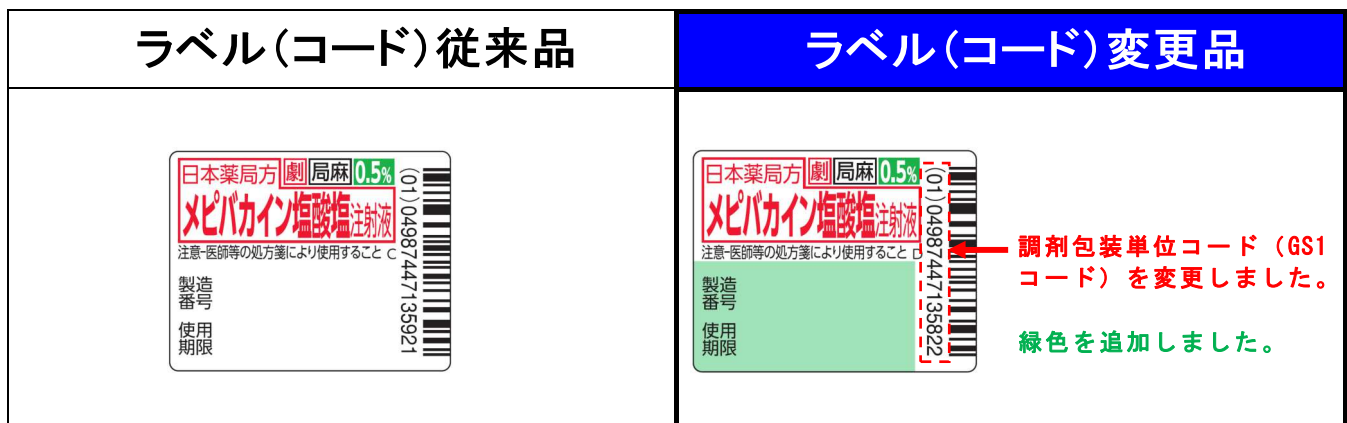 ラベル（コード）従来品
日本薬局方 劇 局麻 0.5%
メピバカイン塩酸塩注射液
注意-医師等の処方箋により使用すること C
製造
番号
使用
期限
(01)04987447135921
ラベル（コード）変更品
日本薬局方 劇 局麻 0.5%
メピバカイン塩酸塩注射液
注意-医師等の処方箋により使用すること D
製造
番号
使用
期限
(01)04987447135822
調剤包装単位コード（GS1
コード）を変更しました。
緑色を追加しました。